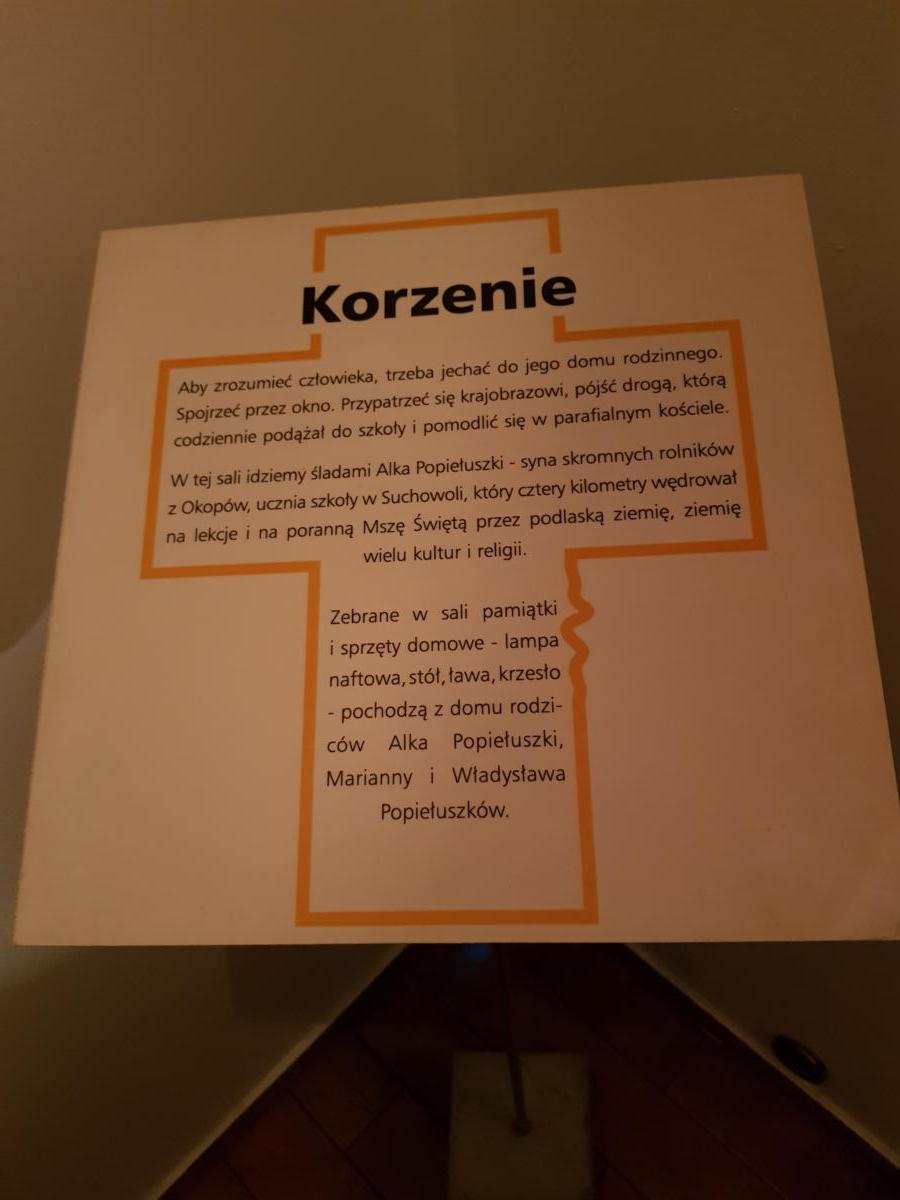 Korzenie
Aby zrozumieć człowieka, trzeba jechać do jego domu rodzinnego.
Spojrzeć przez okno. Przypatrzeć się krajobrazowi, pójść drogą, którą
codziennie podążał do szkoły i pomodlić się w parafialnym kościele.
W tej sali idziemy śladami Alka Popiełuszki - syna skromnych rolników
z Okopów, ucznia szkoły w Suchowoli, który cztery kilometry wędrował
na lekcje i na poranną Mszę Świętą przez podlaską ziemię, ziemię
wielu kultur i religii.
Zebrane w sali pamiątki
i sprzęty domowe - lampa
naftowa, stół, ława, krzesło
- pochodzą z domu rodzi-
ców Alka Popiełuszki,
Marianny i Władysława
Popiełuszków.